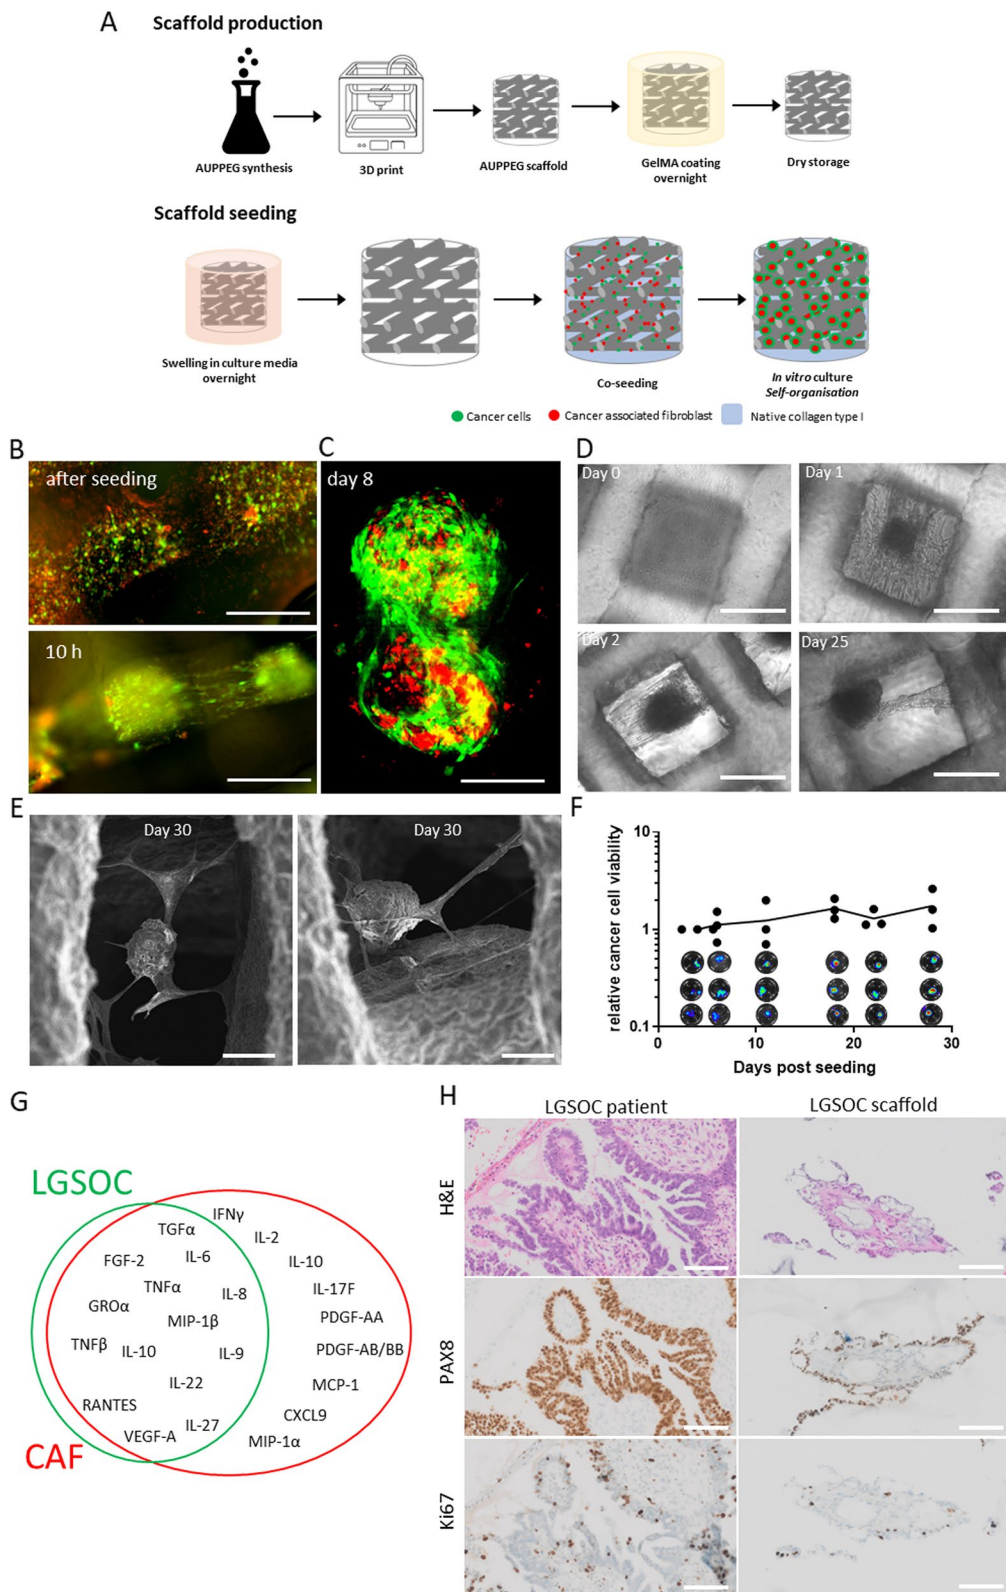 A
Scaffold production
AUPPEG synthesis
3D print
AUPPEG scaffold
GelMA coating
overnight
Dry storage
Scaffold seeding
Swelling in culture media
overnight
Co-seeding
In vitro culture
Self-organisation
Cancer cells
Cancer associated fibroblast
Native collagen type I
B
after seeding
10 h
C
day 8
D
Day 0
Day 1
Day 2
Day 25
E
Day 30
Day 30
F
relative cancer cell viability
10
1
0.1
0
10
20
30
Days post seeding
G
LGSOC
CAF
TGFα
FGF-2
IL-6
TNFα
GROα
IL-8
MIP-1β
TNFβ
IL-10
IL-9
IL-22
RANTES
VEGF-A
IL-27
IFNγ
IL-2
IL-10
IL-17F
PDGF-AA
PDGF-AB/BB
MCP-1
CXCL9
MIP-1α
H
LGSOC patient
LGSOC scaffold
H&E
PAX8
Ki67